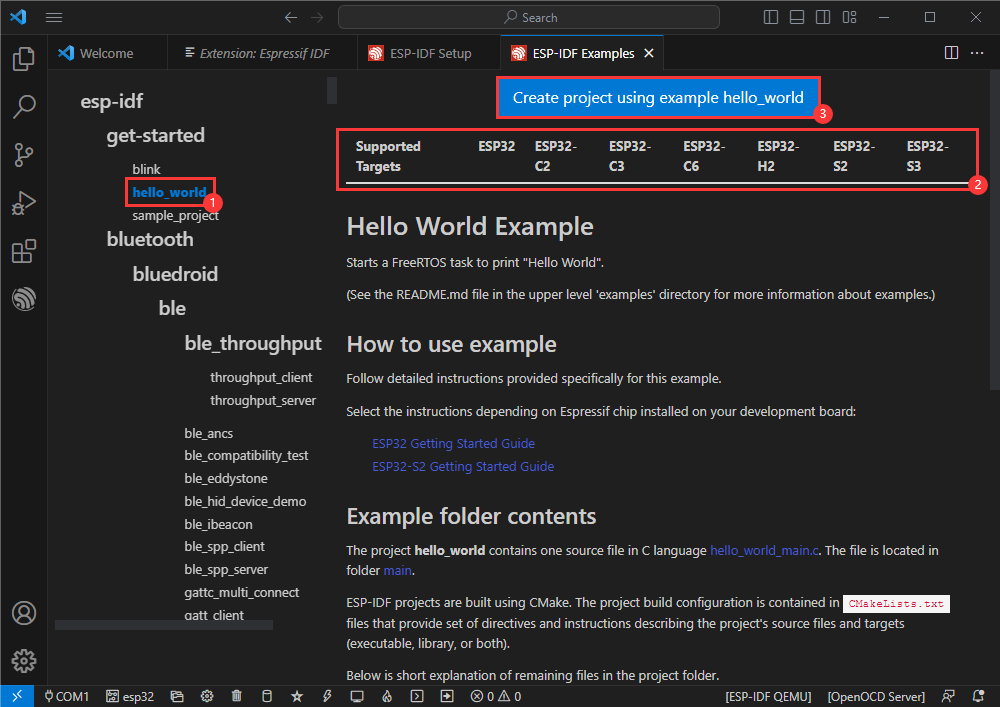 Search
Welcome
Extension: Espressif IDF
ESP-IDF Setup
ESP-IDF Examples
esp-idf
get-started
blink
hello_world
1
sample_project
bluetooth
bluedroid
ble
ble_throughput
throughput_client
throughput_server
ble_ancs
ble_compatibility_test
ble_eddystone
ble_hid_device_demo
ble_ibeacon
ble_spp_client
ble_spp_server
gattc_multi_connect
gatt_client
Create project using example hello_world
3
Supported Targets ESP32 ESP32-C2 ESP32-C3 ESP32-C6 ESP32-H2 ESP32-S2 ESP32-S3
2
Hello World Example
Starts a FreeRTOS task to print "Hello World".
(See the README.md file in the upper level 'examples' directory for more information about examples.)
How to use example
Follow detailed instructions provided specifically for this example.
Select the instructions depending on Espressif chip installed on your development board:
ESP32 Getting Started Guide
ESP32-S2 Getting Started Guide
Example folder contents
The project hello_world contains one source file in C language hello_world_main.c. The file is located in
folder main.
ESP-IDF projects are built using CMake. The project build configuration is contained in CMakeLists.txt
files that provide set of directives and instructions describing the project's source files and targets
(executable, library, or both).
Below is short explanation of remaining files in the project folder.
COM1
esp32
0
0
[ESP-IDF QEMU]
[OpenOCD Server]